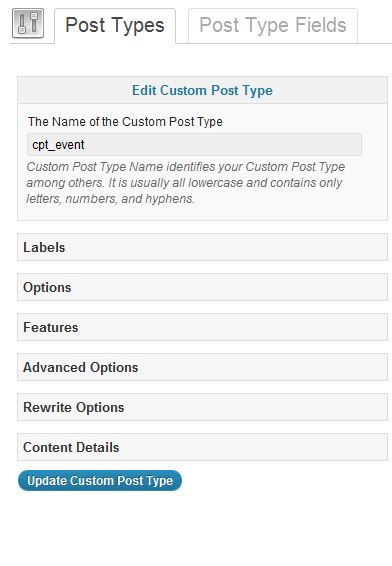 Post Types
Post Type Fields
Edit Custom Post Type
The Name of the Custom Post Type
cpt_event
Custom Post Type Name identifies your Custom Post Type
among others. It is usually all lowercase and contains only
letters, numbers, and hyphens.
Labels
Options
Features
Advanced Options
Rewrite Options
Content Details
Update Custom Post Type